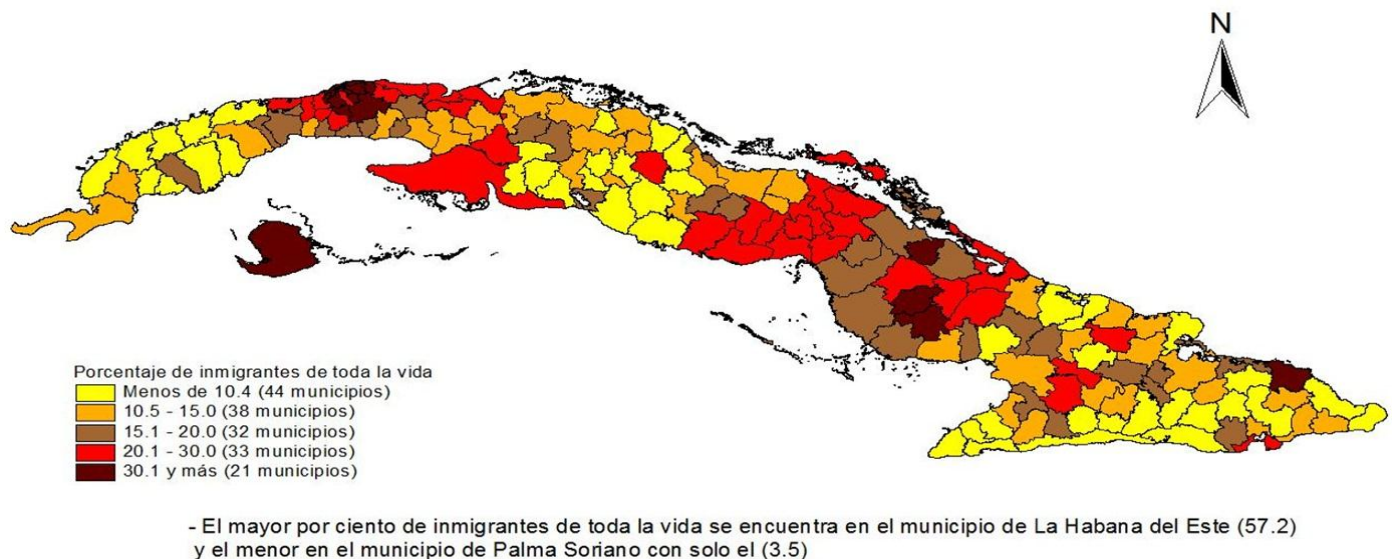 N
Porcentaje de inmigrantes de toda la vida
Menos de 10.4 (44 municipios)
10.5 - 15.0 (38 municipios)
15.1 - 20.0 (32 municipios)
20.1 - 30.0 (33 municipios)
30.1 y más (21 municipios)
- El mayor por ciento de inmigrantes de toda la vida se encuentra en el municipio de La Habana del Este (57.2)
y el menor en el municipio de Palma Soriano con solo el (3.5)